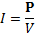 I = P/V